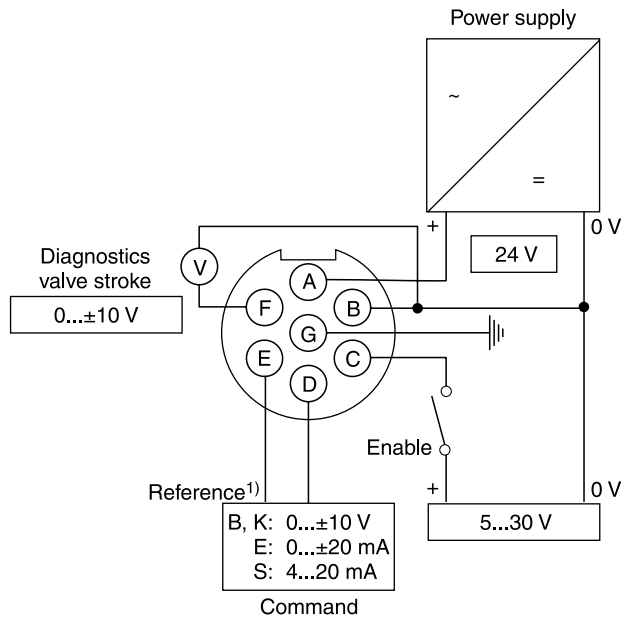 Power supply
~
=
+
0 V
24 V
Diagnostics
valve stroke
0...±10 V
V
A
F
B
G
E
C
D
Enable
Reference1)
+
0 V
B, K: 0...±10 V
E: 0...±20 mA
S: 4...20 mA
5...30 V
Command